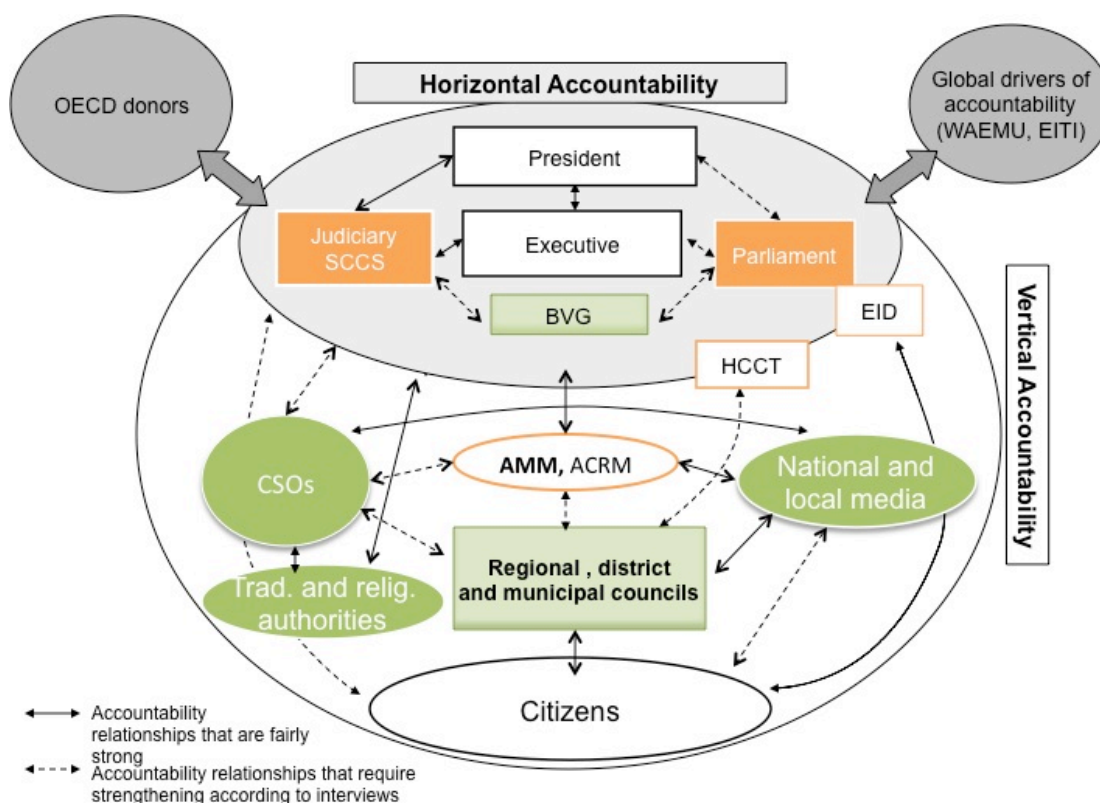 OECD donors
Horizontal Accountability
Global drivers of
accountability
(WAEMU, EITI)
President
Judiciary
SCCS
Executive
Parliament
BVG
EID
HCCT
Vertical Accountability
CSOs
AMM, ACRM
National and
local media
Trad. and relig.
authorities
Regional , district
and municipal councils
Citizens
Accountability
relationships that are fairly
strong
Accountability relationships that require
strengthening according to interviews